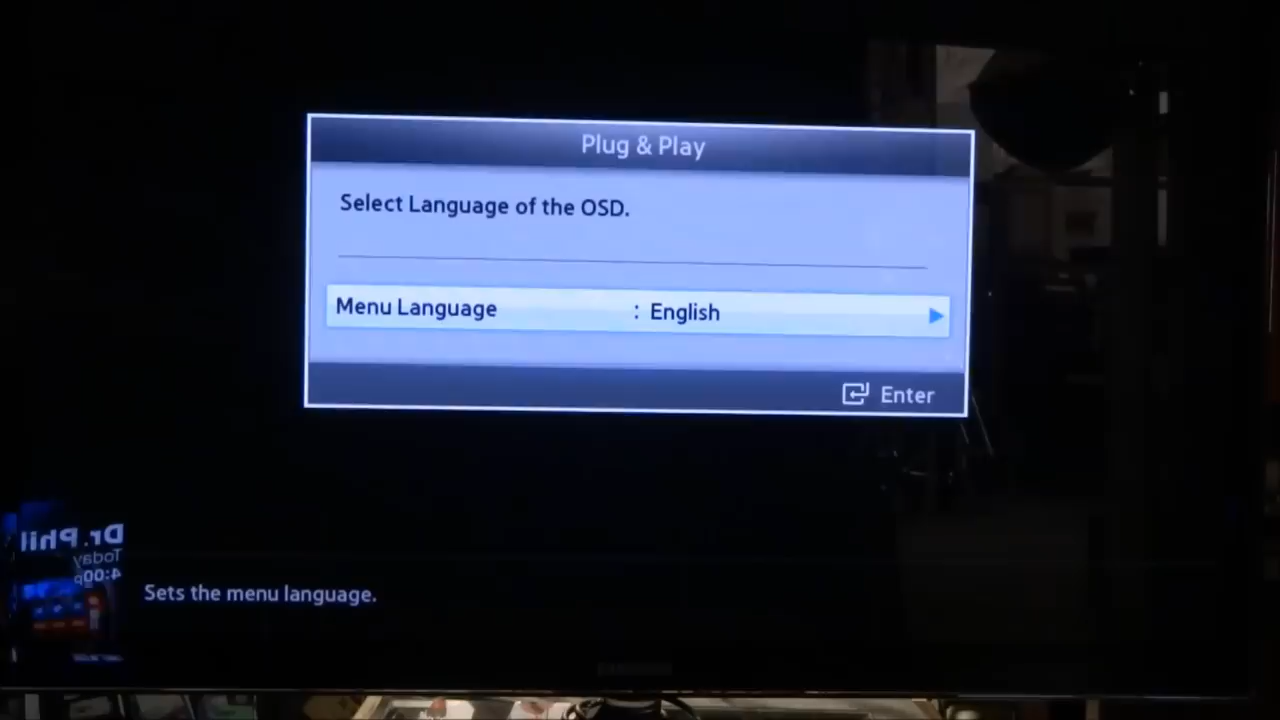 Plug & Play
Select Language of the OSD.
Menu Language : English
Enter
Dr. Phil
Today
4:00p
Sets the menu language.
SAMSUNG